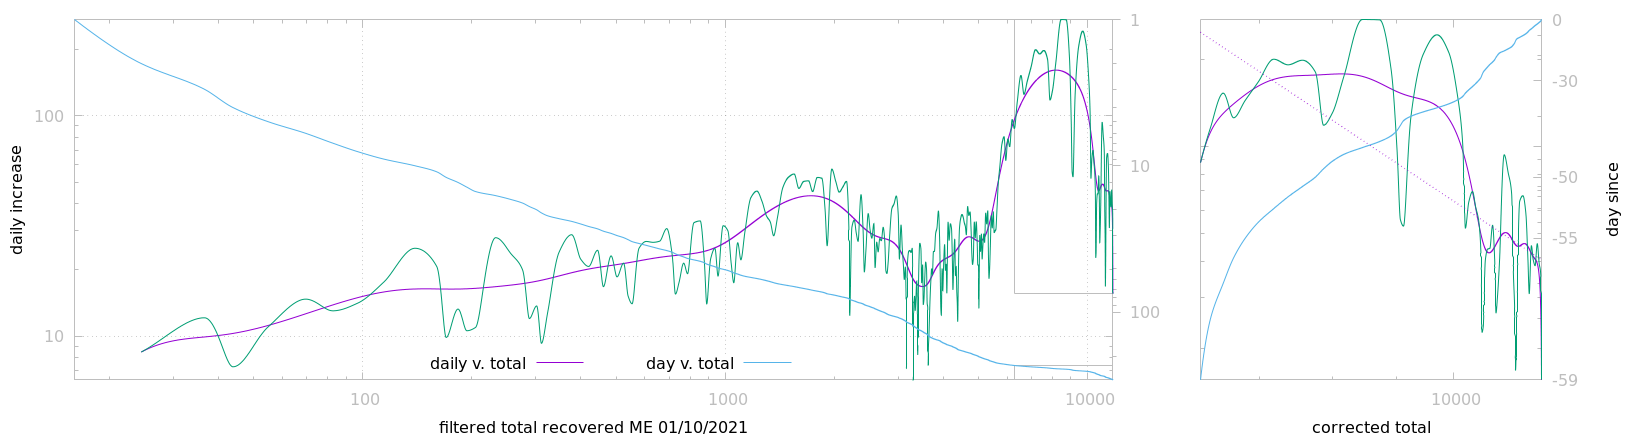 daily increase
100
10
daily v. total
day v. total
1
10
100
100
1000
10000
filtered total recovered ME 01/10/2021
0
-30
-50
-55
-59
day since
10000
corrected total